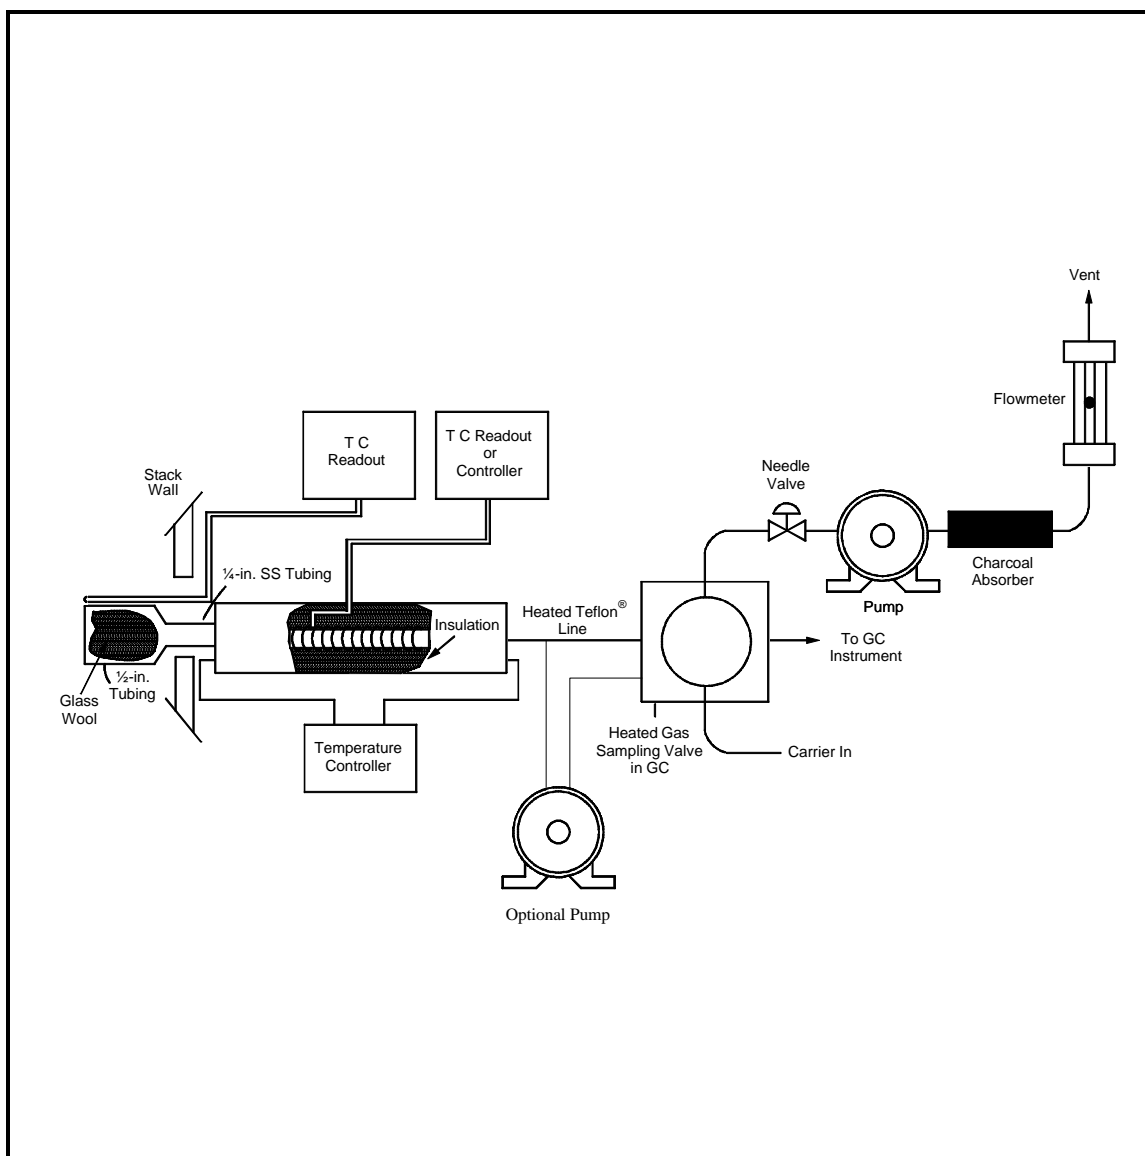 Vent
Flowmeter
T C
Readout
T C Readout
or
Controller
Needle
Valve
Stack
Wall
¼-in. SS Tubing
Charcoal
Absorber
Pump
Heated Teflon®
Line
Insulation
To GC
Instrument
½-in.
Tubing
Glass
Wool
Temperature
Controller
Heated Gas
Sampling Valve
in GC
Carrier In
Optional Pump